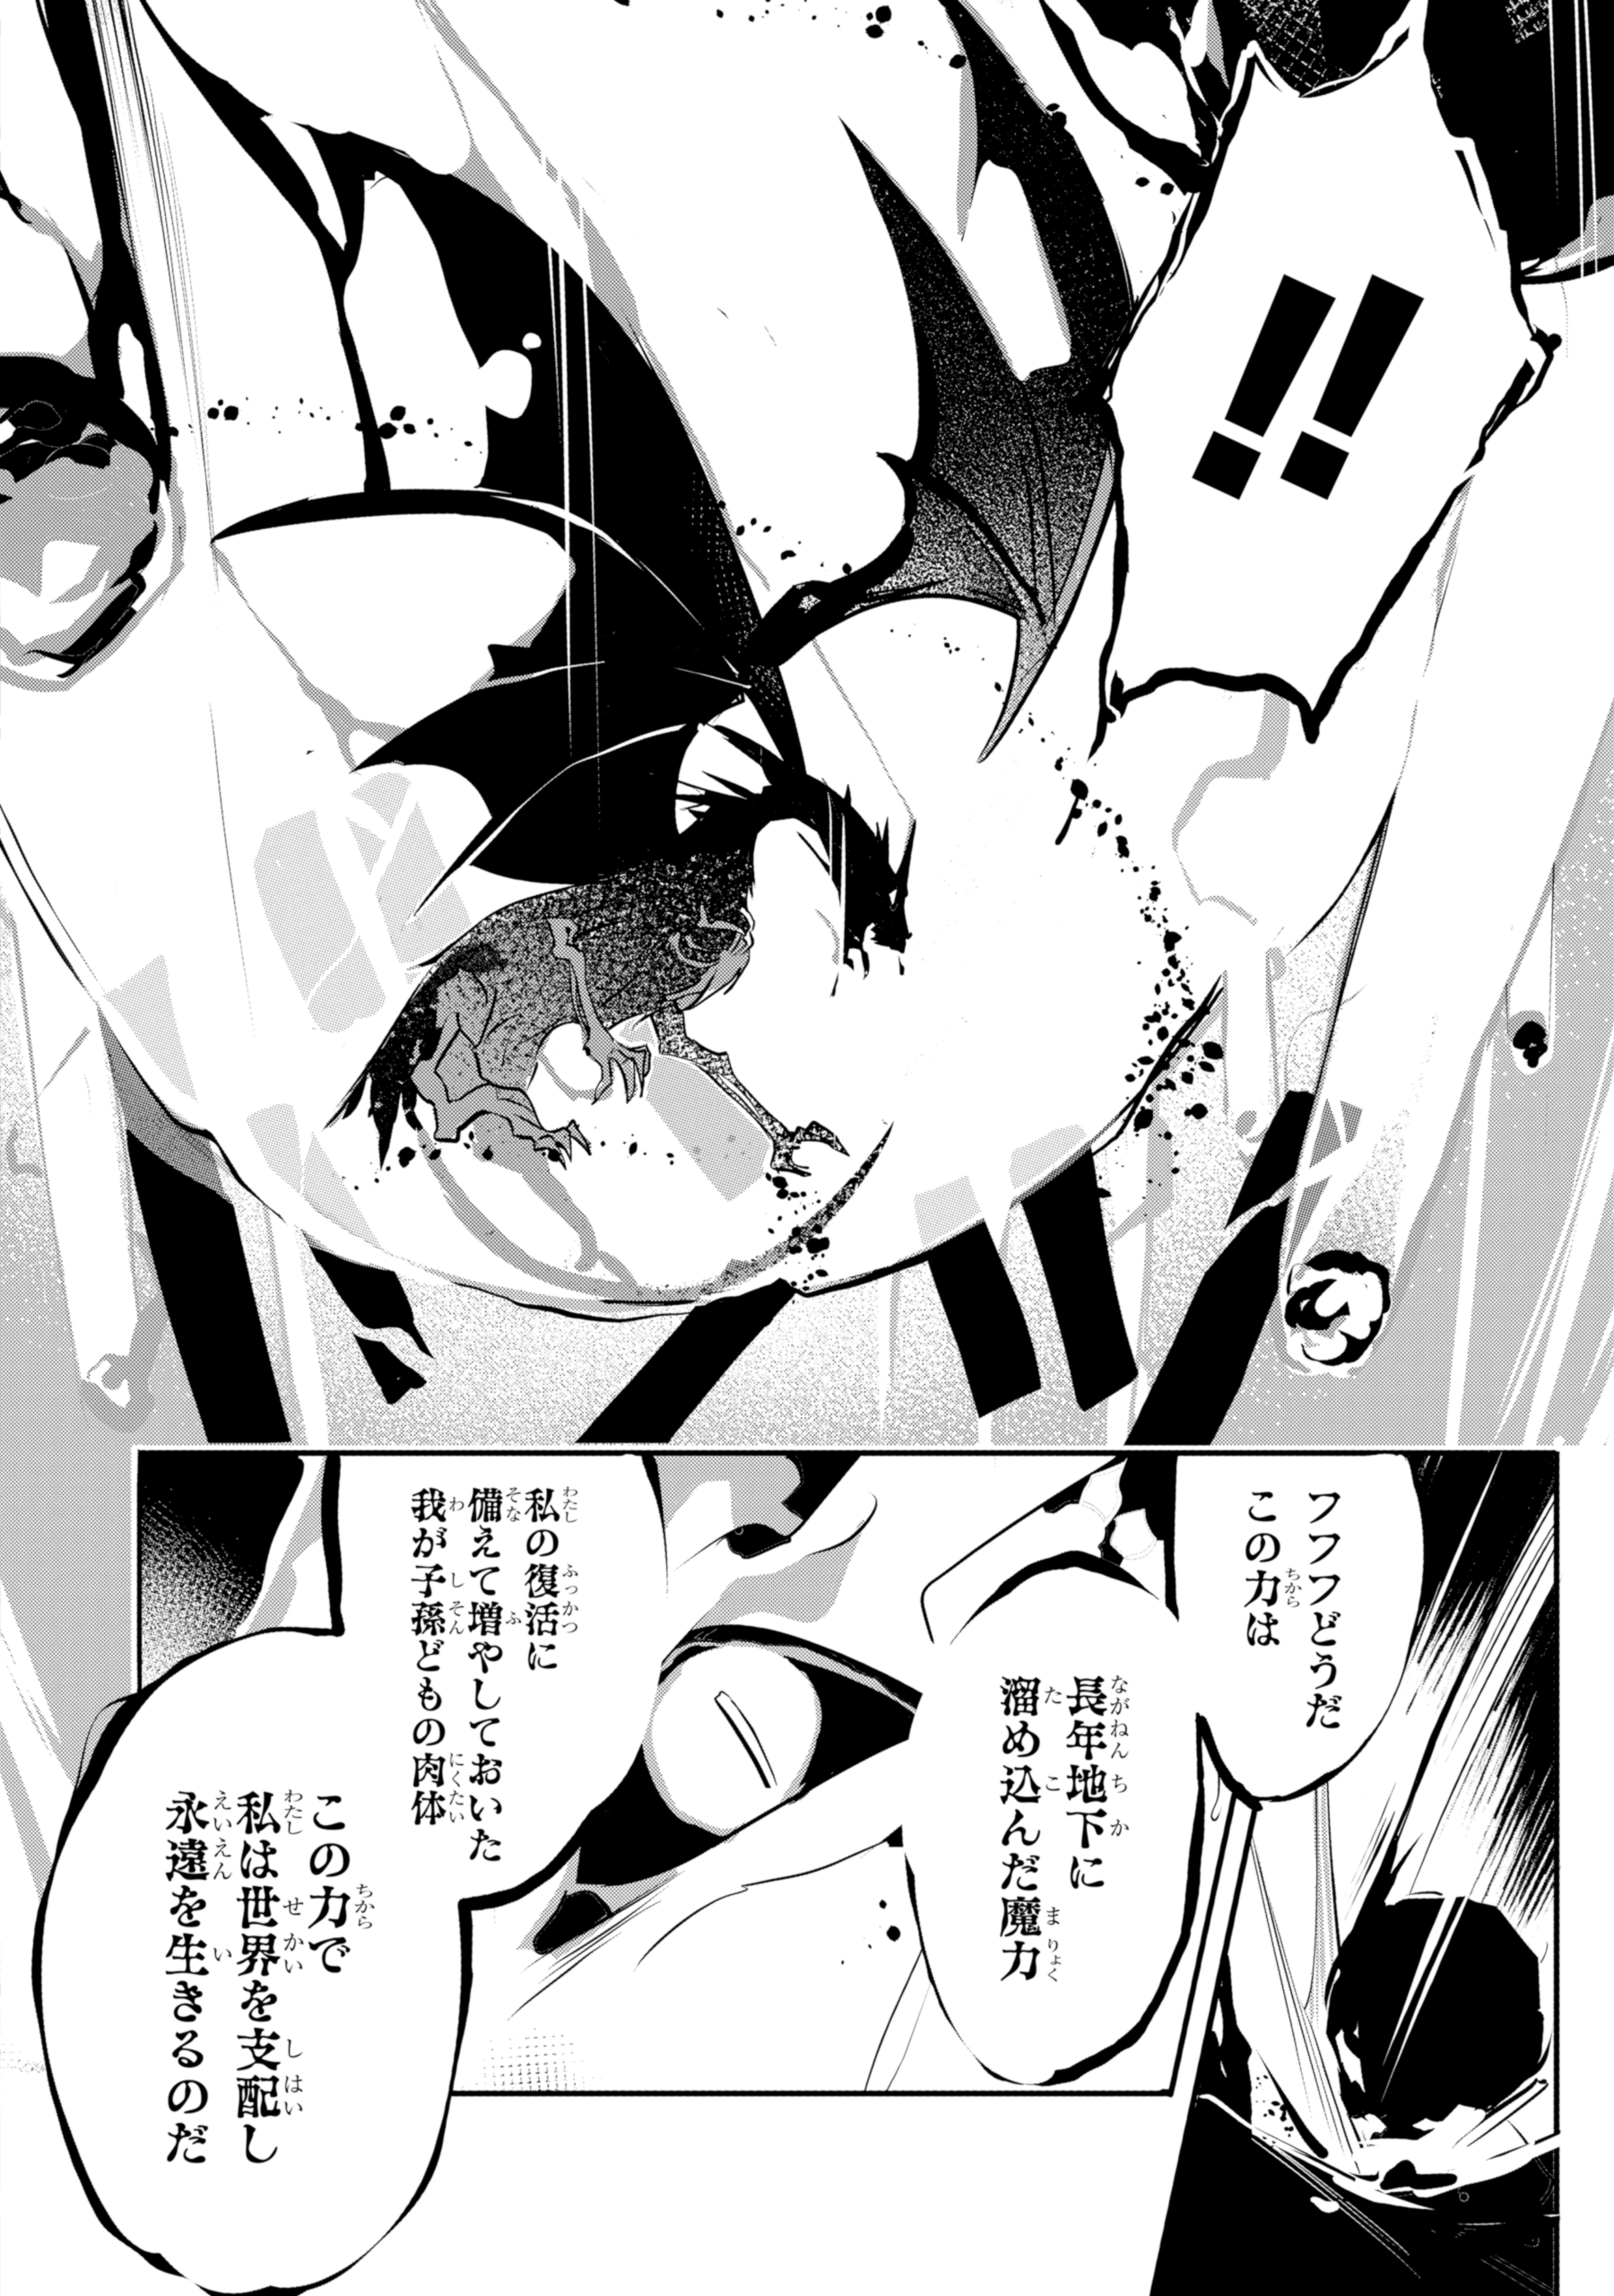 !!
フフフどうだ
この力は
長年地下に
溜め込んだ魔力
私の復活に
備えて増やしておいた
我が子孫どもの肉体
この力で
私は世界を支配し
永遠を生きるのだ